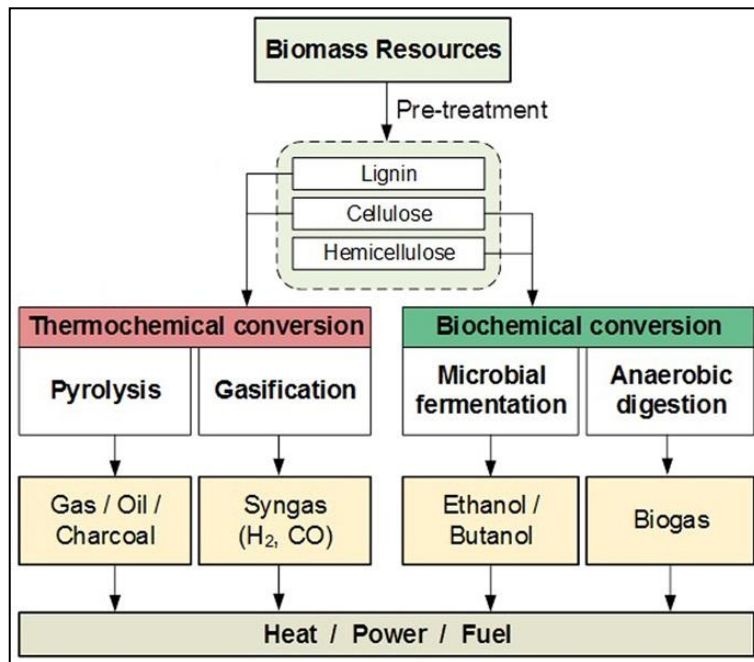 Biomass Resources
Pre-treatment
Lignin
Cellulose
Hemicellulose
Thermochemical conversion
Biochemical conversion
Pyrolysis
Gasification
Microbial
fermentation
Anaerobic
digestion
Gas / Oil /
Charcoal
Syngas
(H₂, CO)
Ethanol /
Butanol
Biogas
Heat / Power / Fuel